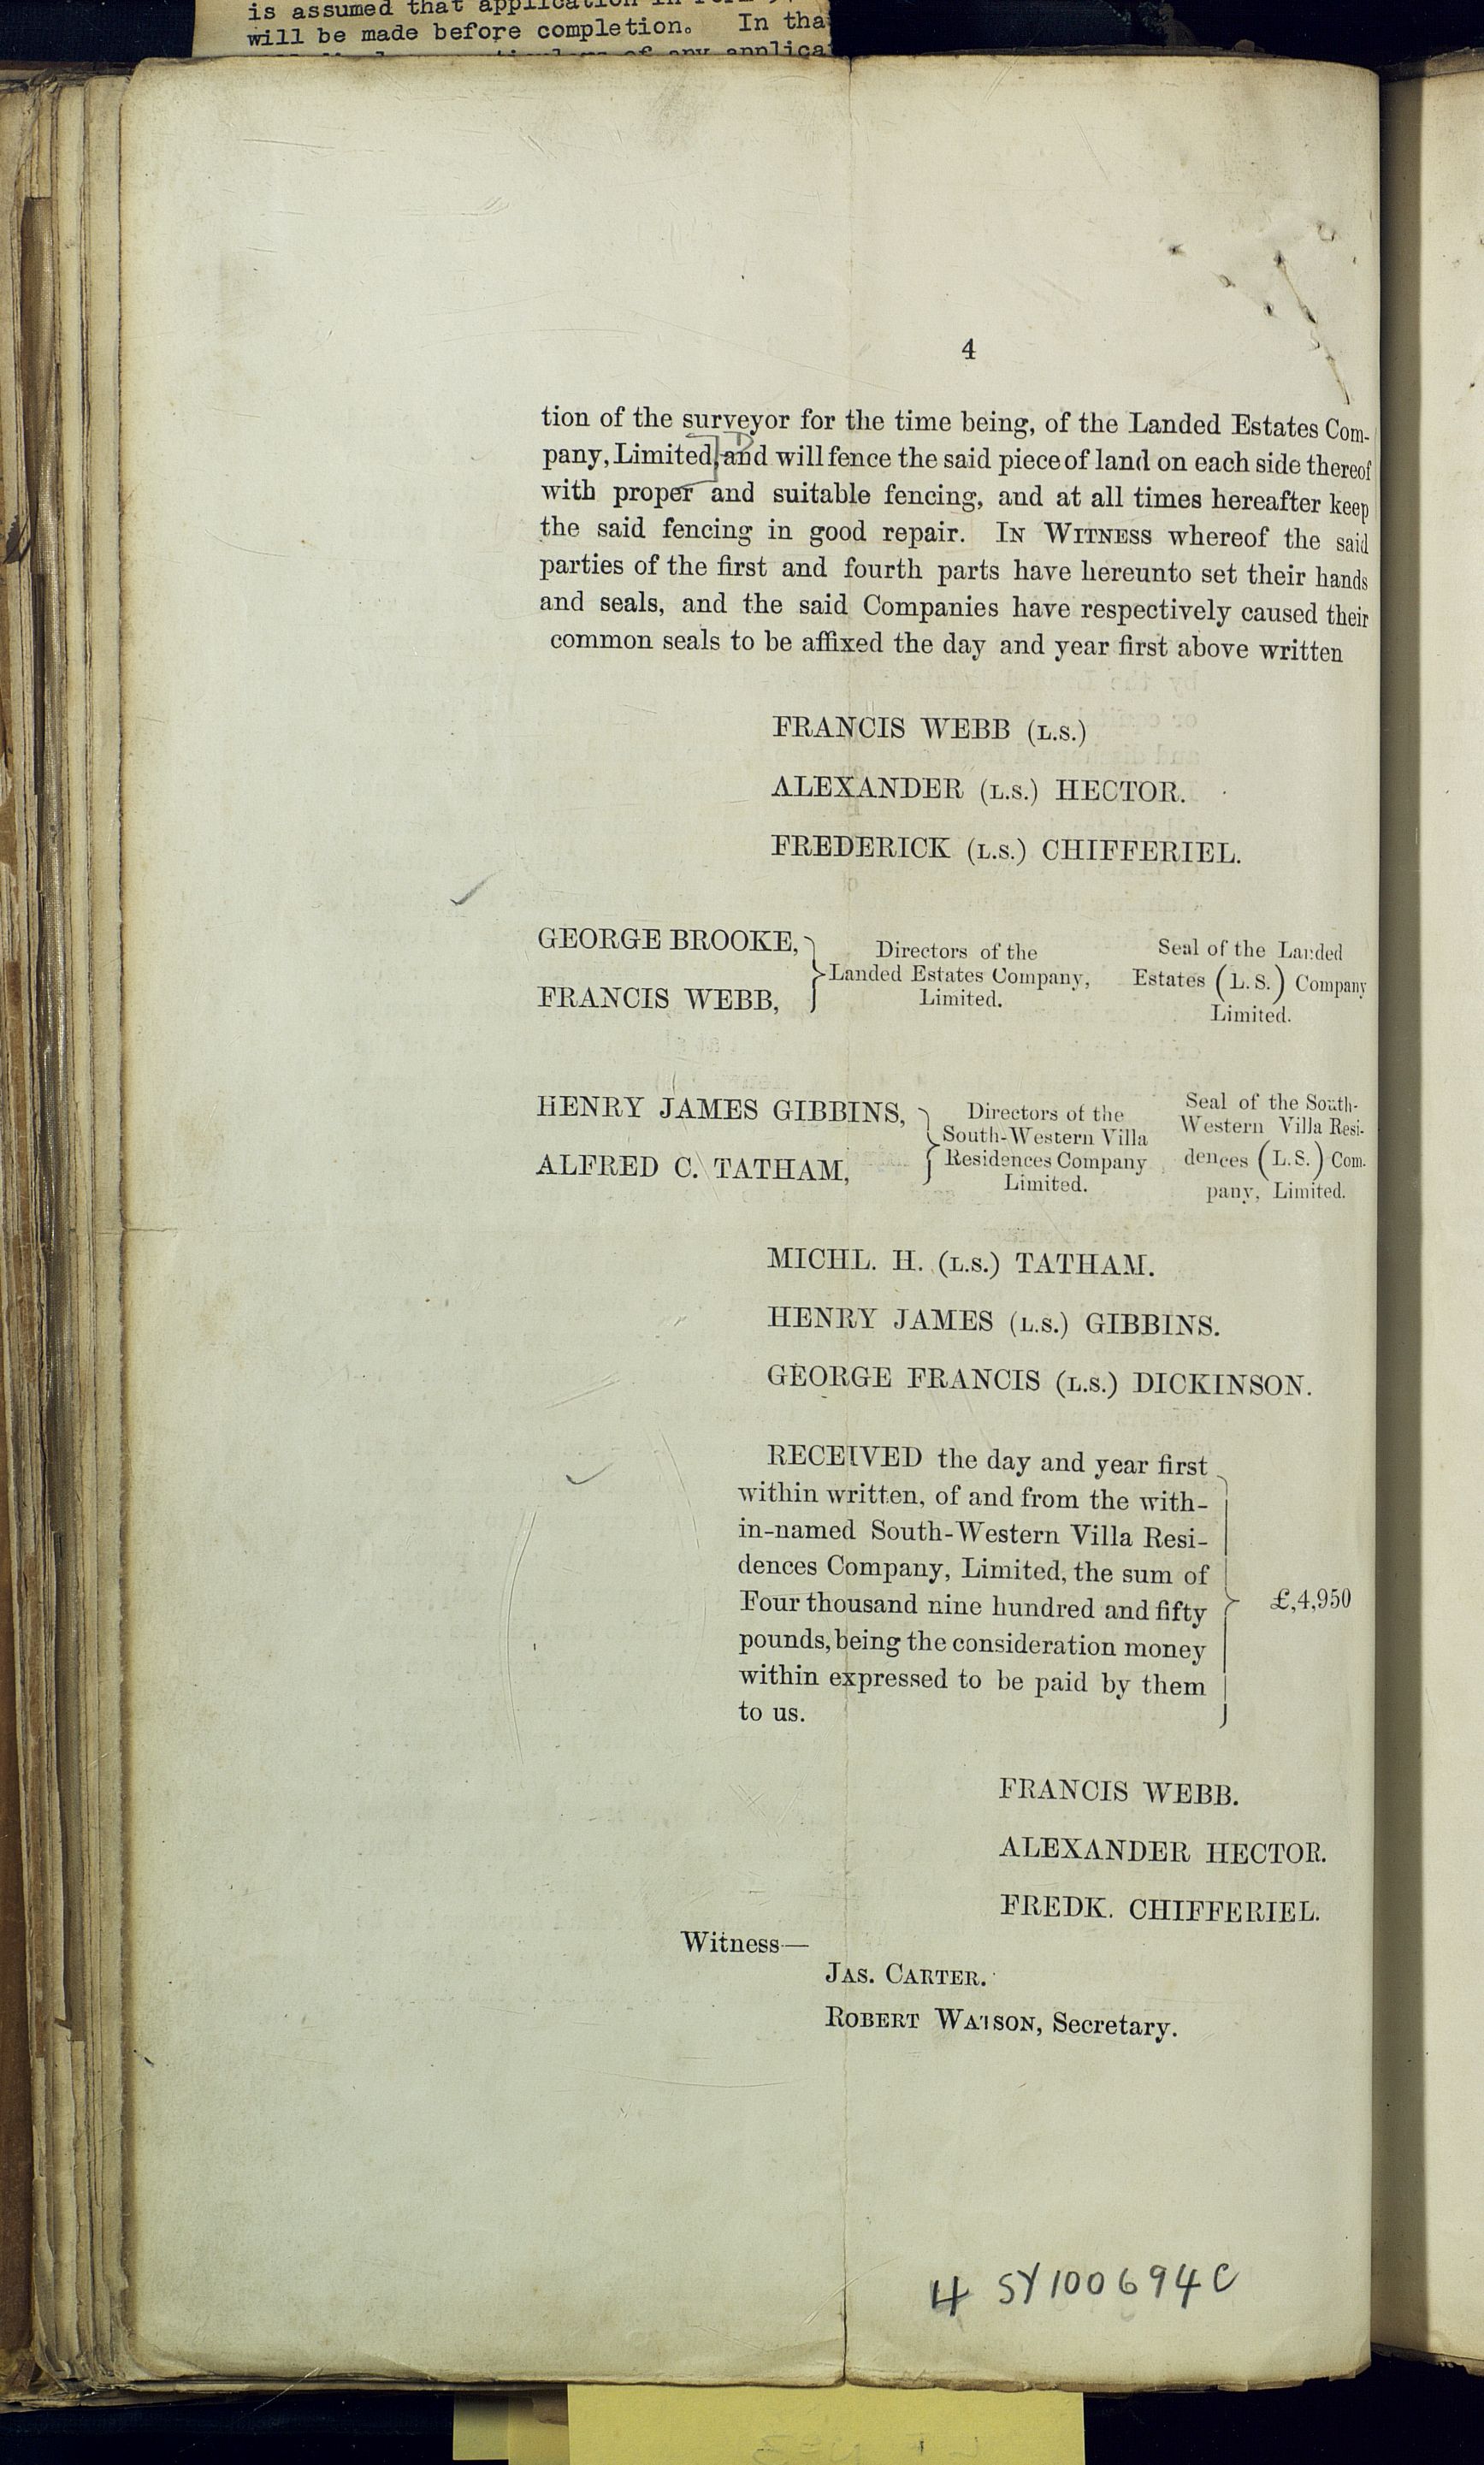 is assumed that application in
will be made before completion. In tha
of any applica
4
tion of the surveyor for the time being, of the Landed Estates Com-
pany, Limited, and will fence the said piece of land on each side thereof
with proper and suitable fencing, and at all times hereafter keep
the said fencing in good repair. IN WITNESS whereof the said
parties of the first and fourth parts have hereunto set their hands
and seals, and the said Companies have respectively caused their
common seals to be affixed the day and year first above written
FRANCIS WEBB (L.S.)
ALEXANDER (L.S.) HECTOR.
FREDERICK (L.S.) CHIFFERIEL.
GEORGE BROOKE,
FRANCIS WEBB,
Directors of the
Landed Estates Company,
Limited.
Seal of the Landed
Estates (L.S.) Company
Limited.
HENRY JAMES GIBBINS,
ALFRED C. TATHAM,
Directors of the
South-Western Villa
Residences Company
Limited.
Seal of the South-
Western Villa Resi-
dences (L.S.) Com-
pany, Limited.
MICHL. H. (L.S.) TATHAM.
HENRY JAMES (L.S.) GIBBINS.
GEORGE FRANCIS (L.S.) DICKINSON.
RECEIVED the day and year first
within written, of and from the with-
in-named South-Western Villa Resi-
dences Company, Limited, the sum of
Four thousand nine hundred and fifty
pounds, being the consideration money
within expressed to be paid by them
to us.
£,4,950
FRANCIS WEBB.
ALEXANDER HECTOR.
FREDK. CHIFFERIEL.
Witness—
JAS. CARTER.
ROBERT WATSON, Secretary.
4 SY100694C